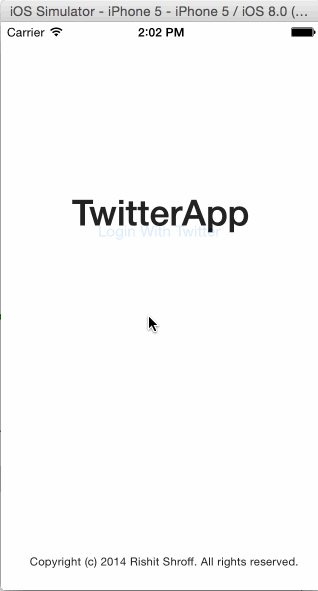 iOS Simulator - iPhone 5 - iPhone 5 / iOS 8.0 (...
Carrier 2:02 PM
TwitterApp
Login With Twitter
Copyright (c) 2014 Rishit Shroff. All rights reserved.